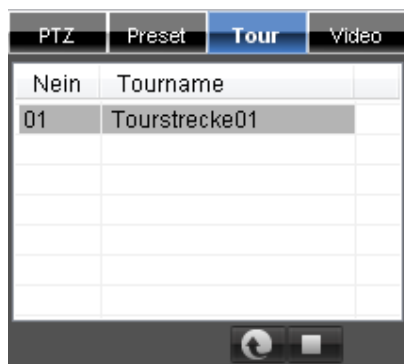 PTZ Preset Tour Video
Nein Tourname
01 Tourstrecke01